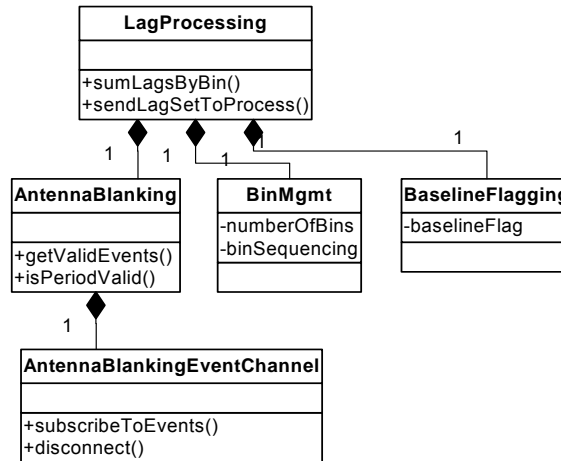 LagProcessing
+sumLagsByBin()
+sendLagSetToProcess()
1
1
1
1
1
AntennaBlanking
+getValidEvents()
+isPeriodValid()
BinMgmt
-numberOfBins
-binSequencing
BaselineFlagging
-baselineFlag
1
AntennaBlankingEventChannel
+subscribeToEvents()
+disconnect()